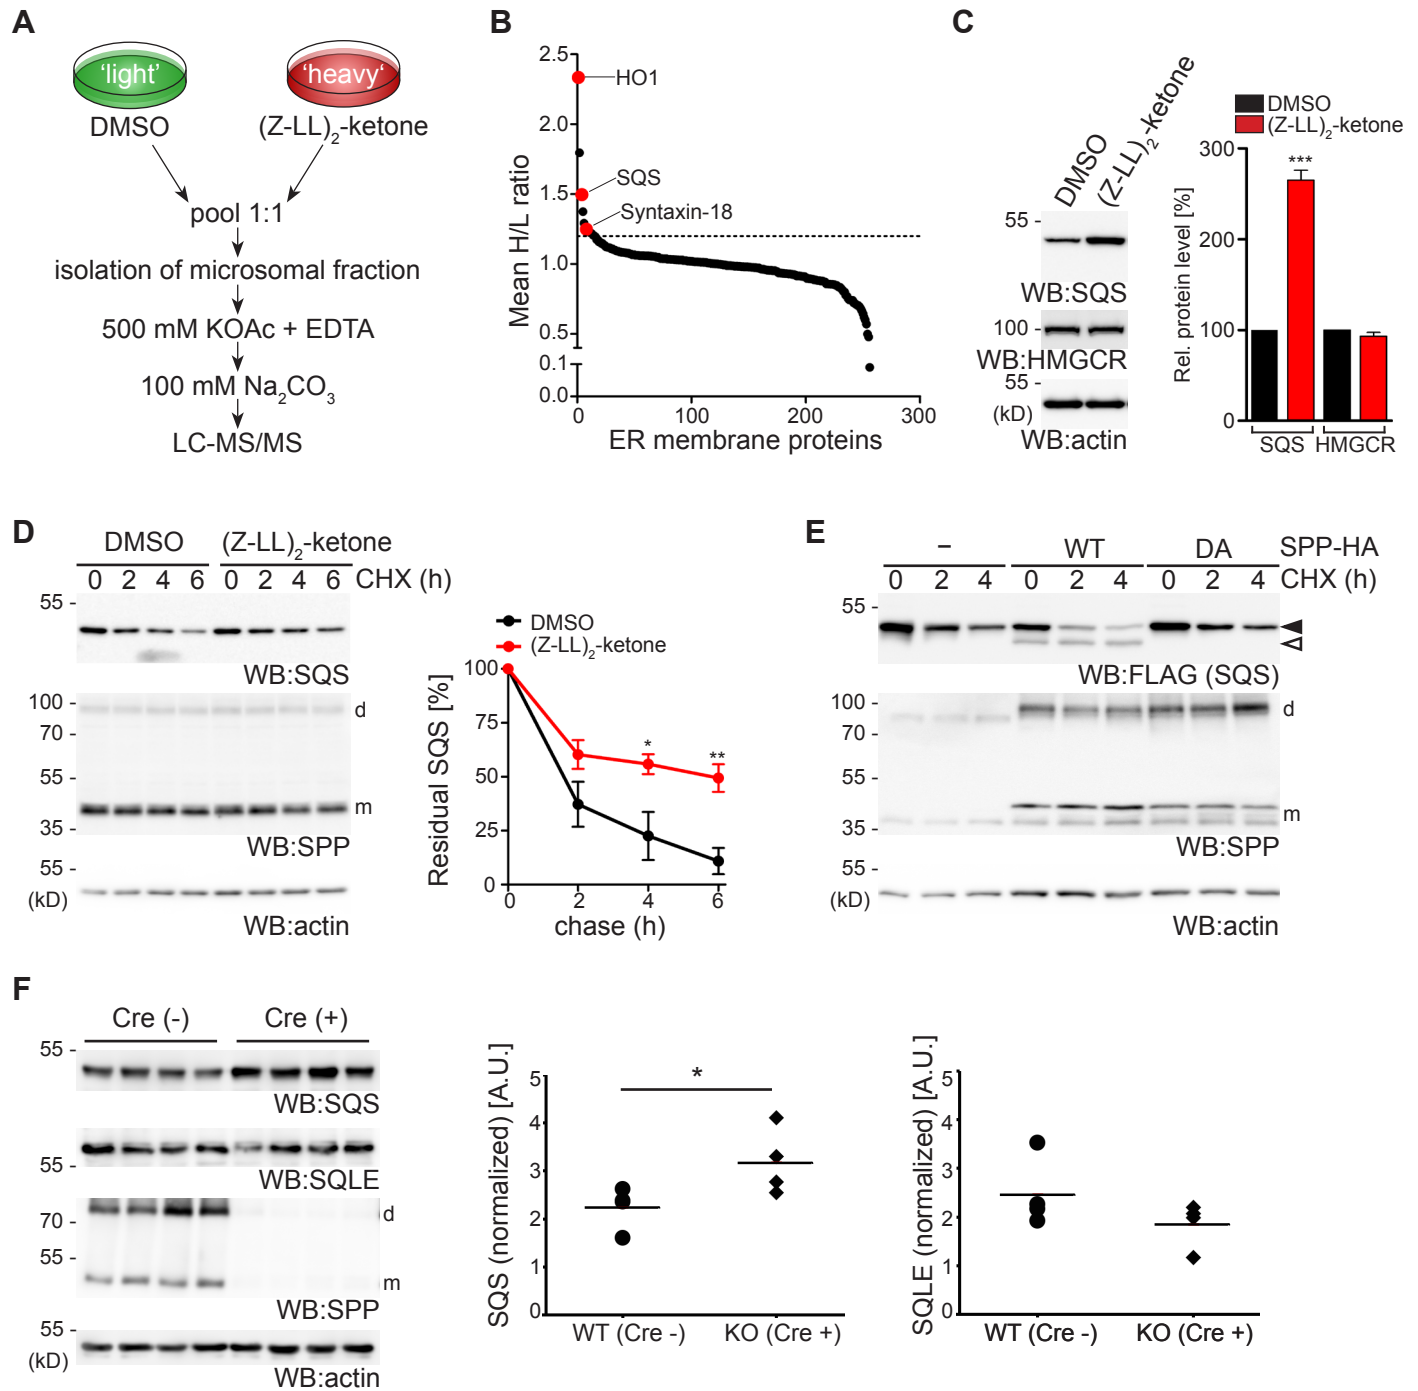 A
'light'
'heavy'
DMSO
(Z-LL)2-ketone
pool 1:1
isolation of microsomal fraction
500 mM KOAc + EDTA
100 mM Na2CO3
LC-MS/MS
B
Mean H/L ratio
2.5
2.0
1.5
1.0
0.5
0.1
0.0
HO1
SQS
Syntaxin-18
0 100 200 300
ER membrane proteins
C
DMSO
(Z-LL)2-ketone
55 -
WB:SQS
100 -
WB:HMGCR
55 -
(kD)
WB:actin
DMSO
(Z-LL)2-ketone
Rel. protein level [%]
300
200
100
0
***
SQS HMGCR
D
DMSO (Z-LL)2-ketone
0 2 4 6 0 2 4 6 CHX (h)
55 -
WB:SQS
100 -
70 -
55 -
35 -
d
m
WB:SPP
55 -
(kD)
WB:actin
DMSO
(Z-LL)2-ketone
Residual SQS [%]
100
75
50
25
0
*
**
0 2 4 6
chase (h)
E
– WT DA SPP-HA
0 2 4 0 2 4 0 2 4 CHX (h)
55 -
WB:FLAG (SQS)
100 -
70 -
55 -
35 -
d
m
WB:SPP
55 -
(kD)
WB:actin
F
Cre (-) Cre (+)
55 -
WB:SQS
55 -
WB:SQLE
70 -
55 -
d
m
WB:SPP
55 -
(kD)
WB:actin
SQS (normalized) [A.U.]
5
4
3
2
1
0
*
WT (Cre -) KO (Cre +)
SQLE (normalized) [A.U.]
5
4
3
2
1
0
WT (Cre -) KO (Cre +)